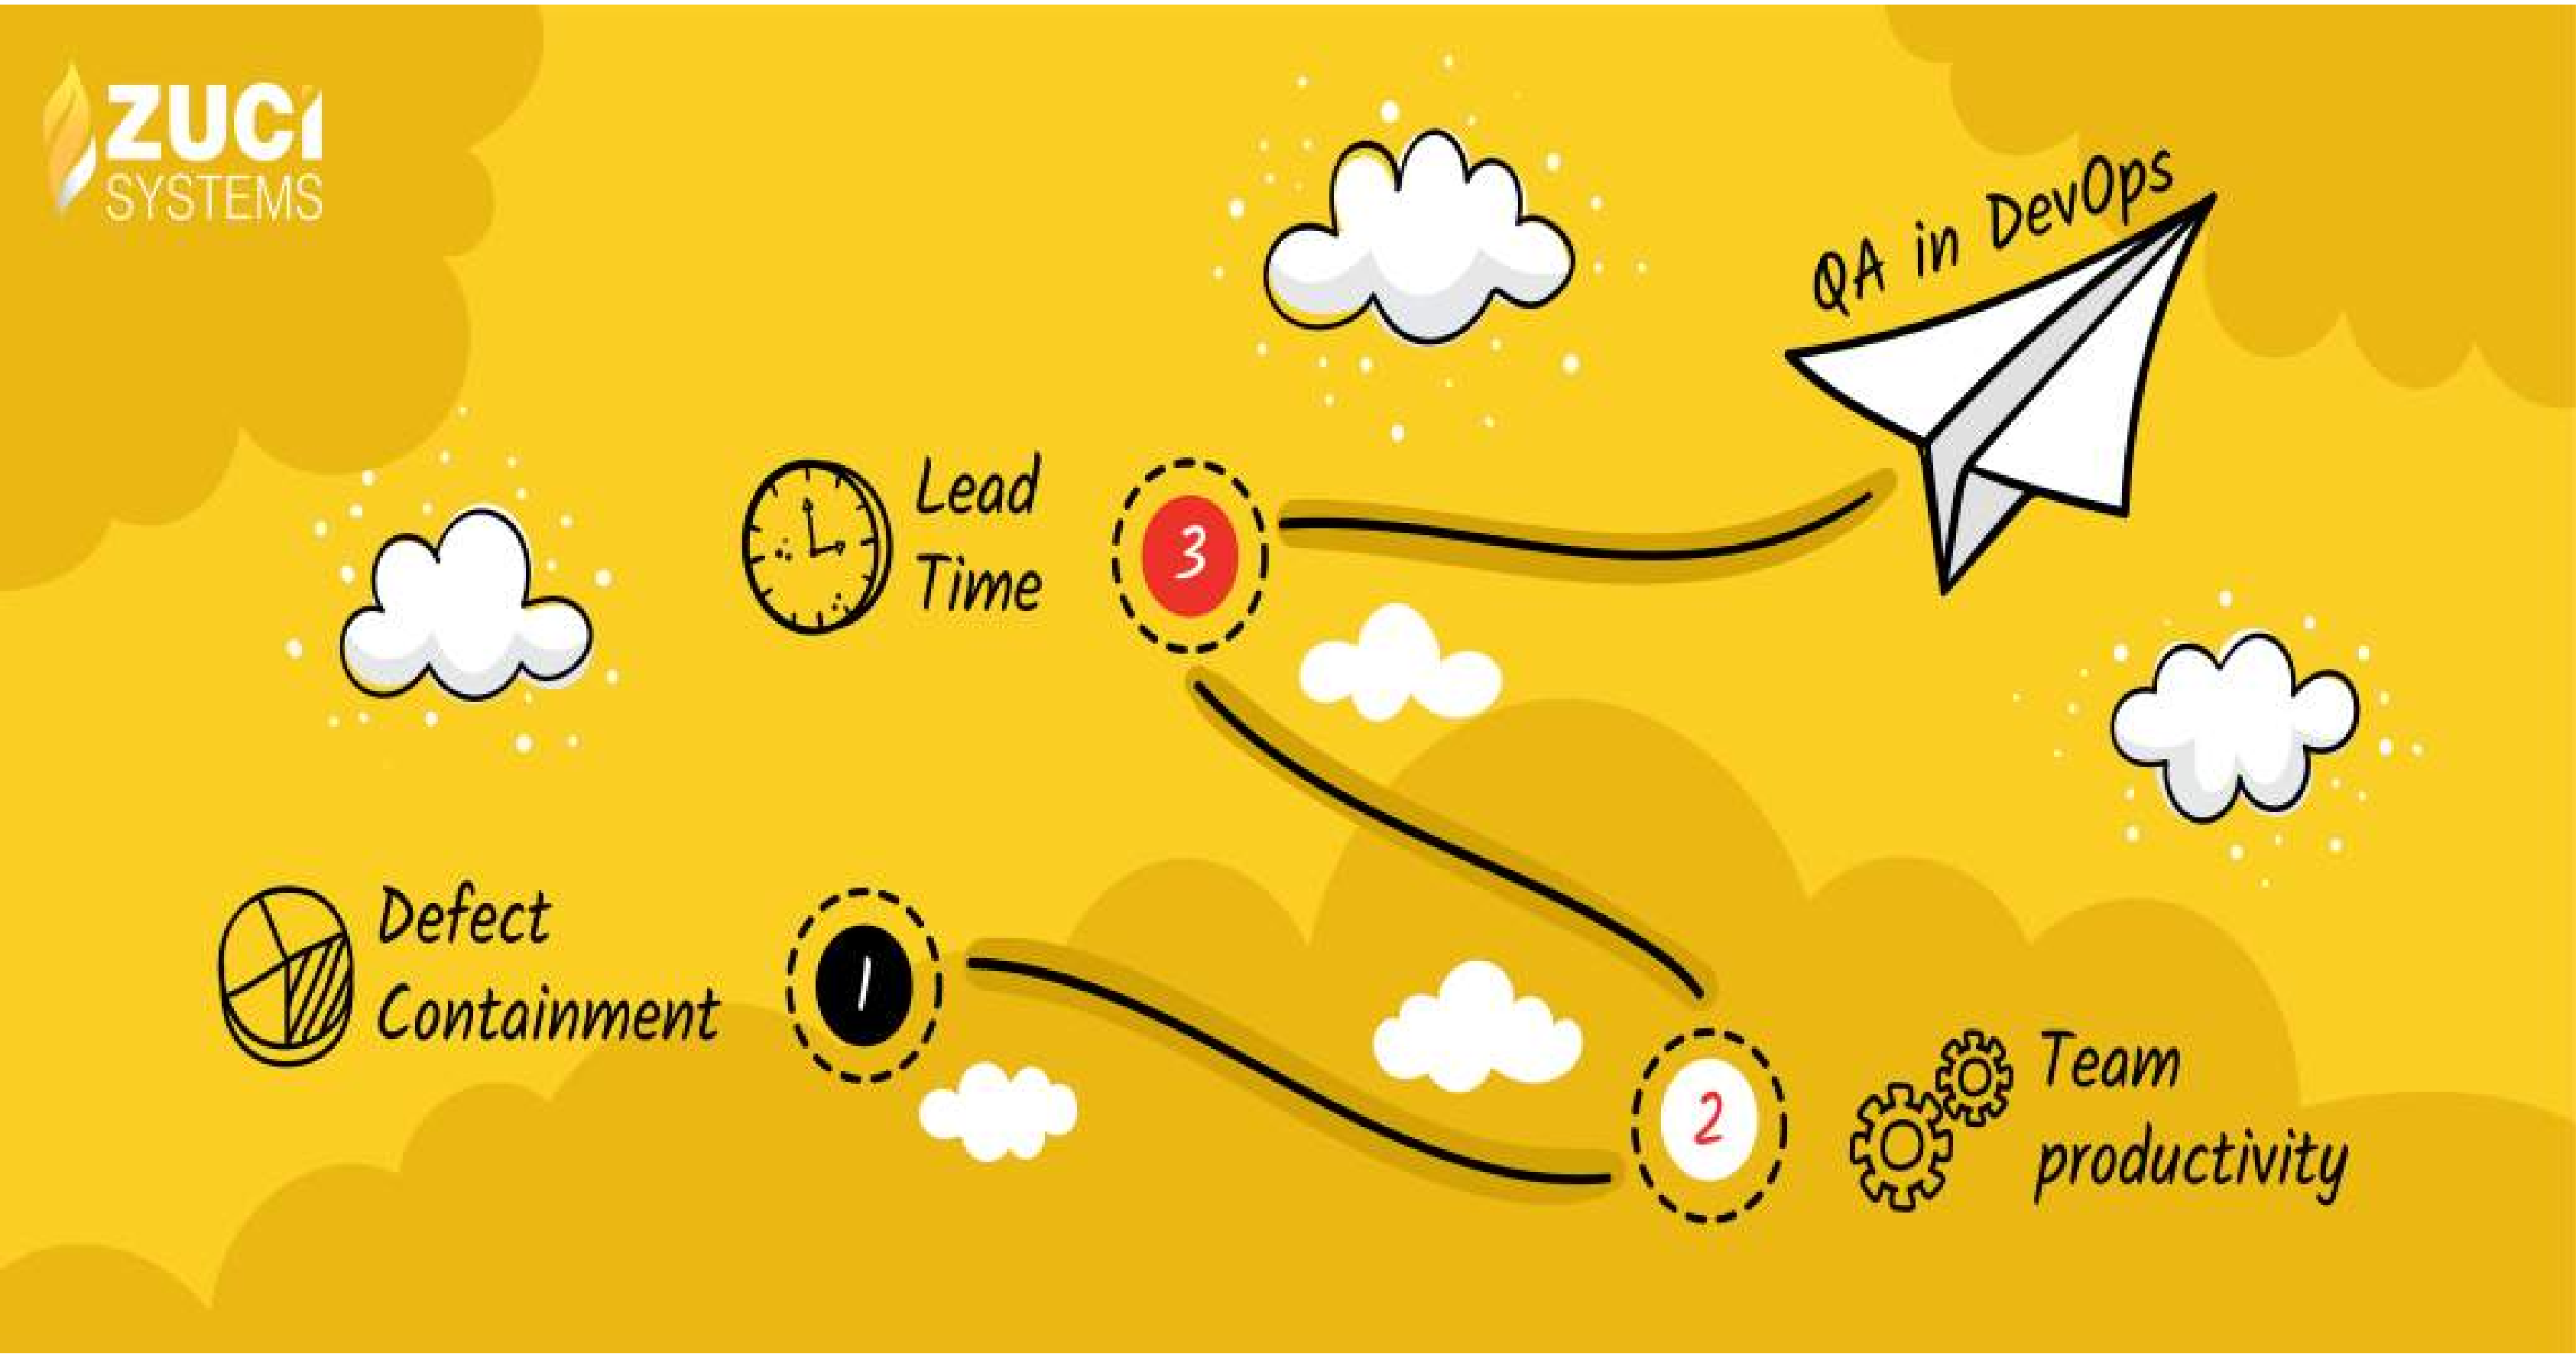 ZUCI
SYSTEMS
QA in DevOps
Lead
Time
3
Defect
Containment
1
2
Team
productivity